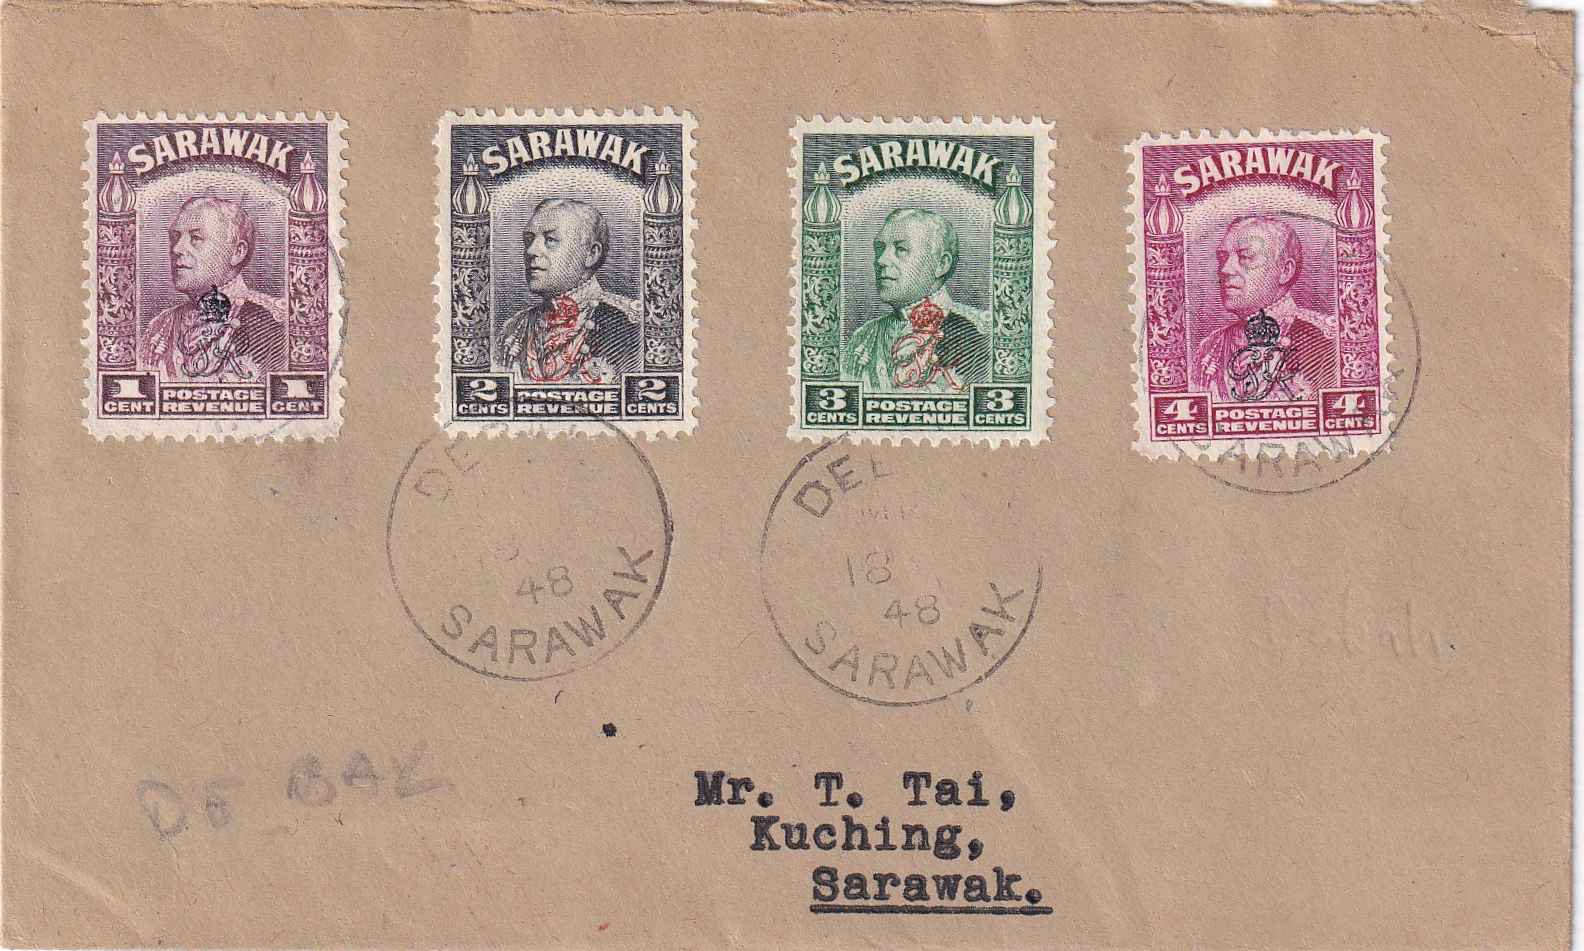 SARAWAK
1 CENT POSTAGE REVENUE 1 CENT
SARAWAK
2 CENTS POSTAGE REVENUE 2 CENTS
SARAWAK
3 CENTS POSTAGE REVENUE 3 CENTS
SARAWAK
4 CENTS POSTAGE REVENUE 4 CENTS
48
SARAWAK
18
48
SARAWAK
SARAWAK
Mr. T. Tai,
Kuching,
Sarawak.